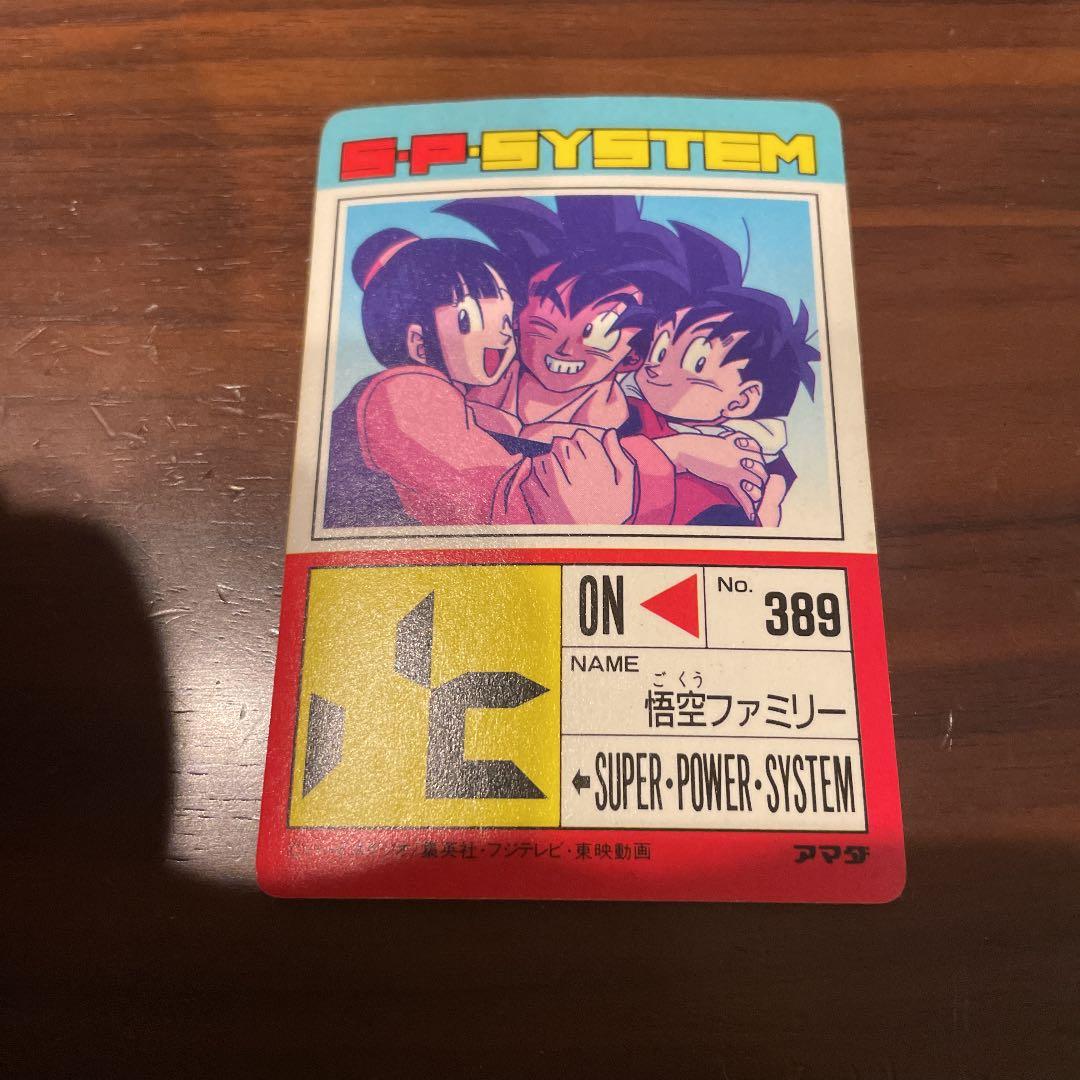 S·P·SYSTEM
ON
No. 389
NAME
ごくう
悟空ファミリー
SUPER·POWER·SYSTEM
集英社・フジテレビ・東映動画
アマダ